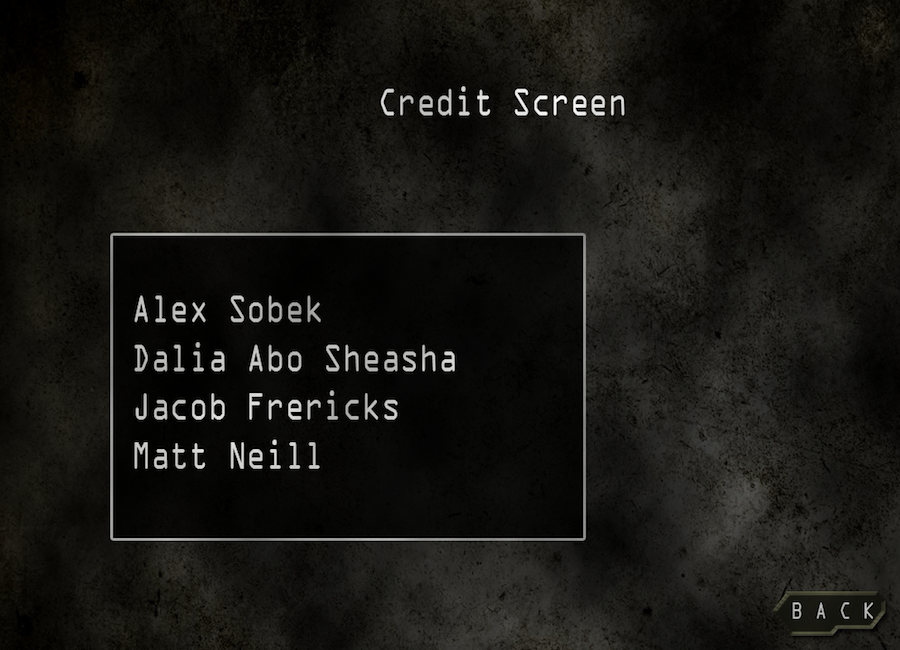 Credit Screen
Alex Sobek
Dalia Abo Sheasha
Jacob Frericks
Matt Neill
BACK